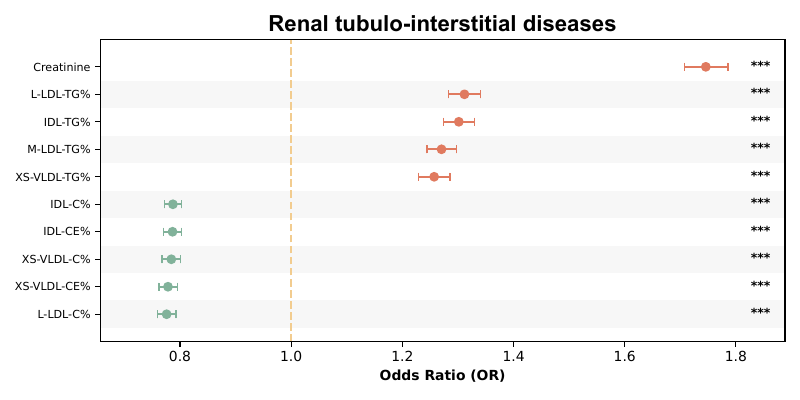 Renal tubulo-interstitial diseases
Creatinine ***
L-LDL-TG% ***
IDL-TG% ***
M-LDL-TG% ***
XS-VLDL-TG% ***
IDL-C% ***
IDL-CE% ***
XS-VLDL-C% ***
XS-VLDL-CE% ***
L-LDL-C% ***
0.8 1.0 1.2 1.4 1.6 1.8
Odds Ratio (OR)